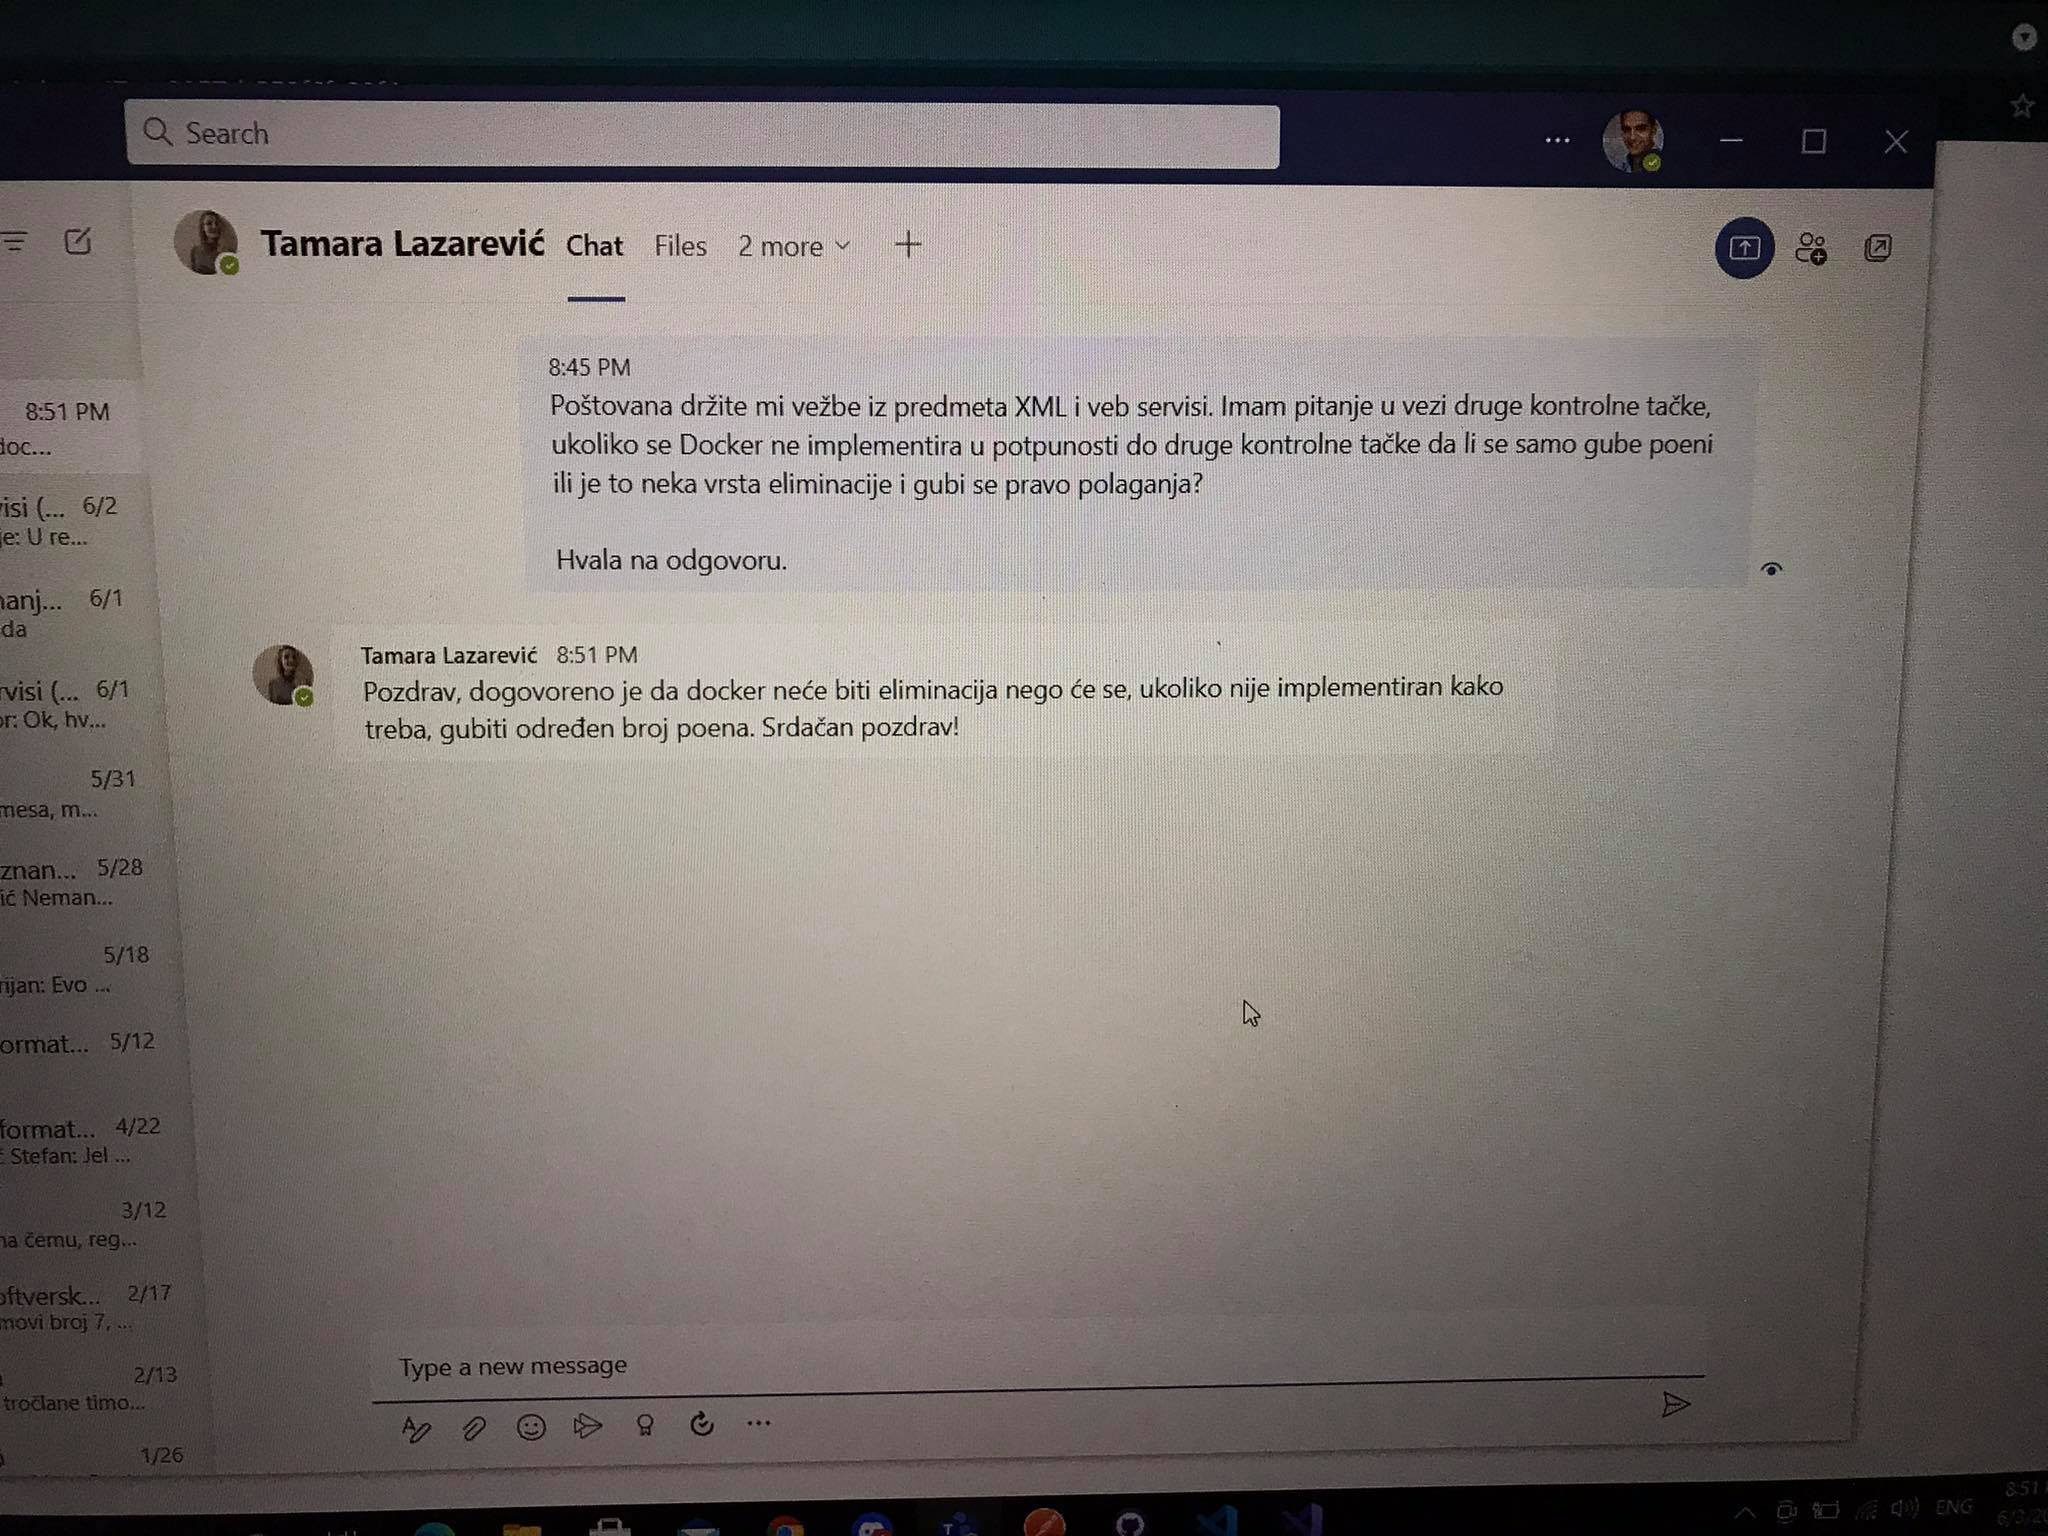 Search
Tamara Lazarević Chat Files 2 more
8:45 PM
Poštovana držite mi vežbe iz predmeta XML i veb servisi. Imam pitanje u vezi druge kontrolne tačke,
ukoliko se Docker ne implementira u potpunosti do druge kontrolne tačke da li se samo gube poeni
ili je to neka vrsta eliminacije i gubi se pravo polaganja?
Hvala na odgovoru.
Tamara Lazarević 8:51 PM
Pozdrav, dogovoreno je da docker neće biti eliminacija nego će se, ukoliko nije implementiran kako
treba, gubiti određen broj poena. Srdačan pozdrav!
8:51 PM
doc...
visi (... 6/2
je: U re...
nanj... 6/1
da
rvisi (... 6/1
or: Ok, hv...
5/31
mesa, m...
znan... 5/28
ić Neman...
5/18
rijan: Evo ...
ormat... 5/12
format... 4/22
Stefan: Jel ...
3/12
na čemu, reg...
oftversk... 2/17
movi broj 7, ...
2/13
tročlane timo...
1/26
Type a new message
ENG
8:51